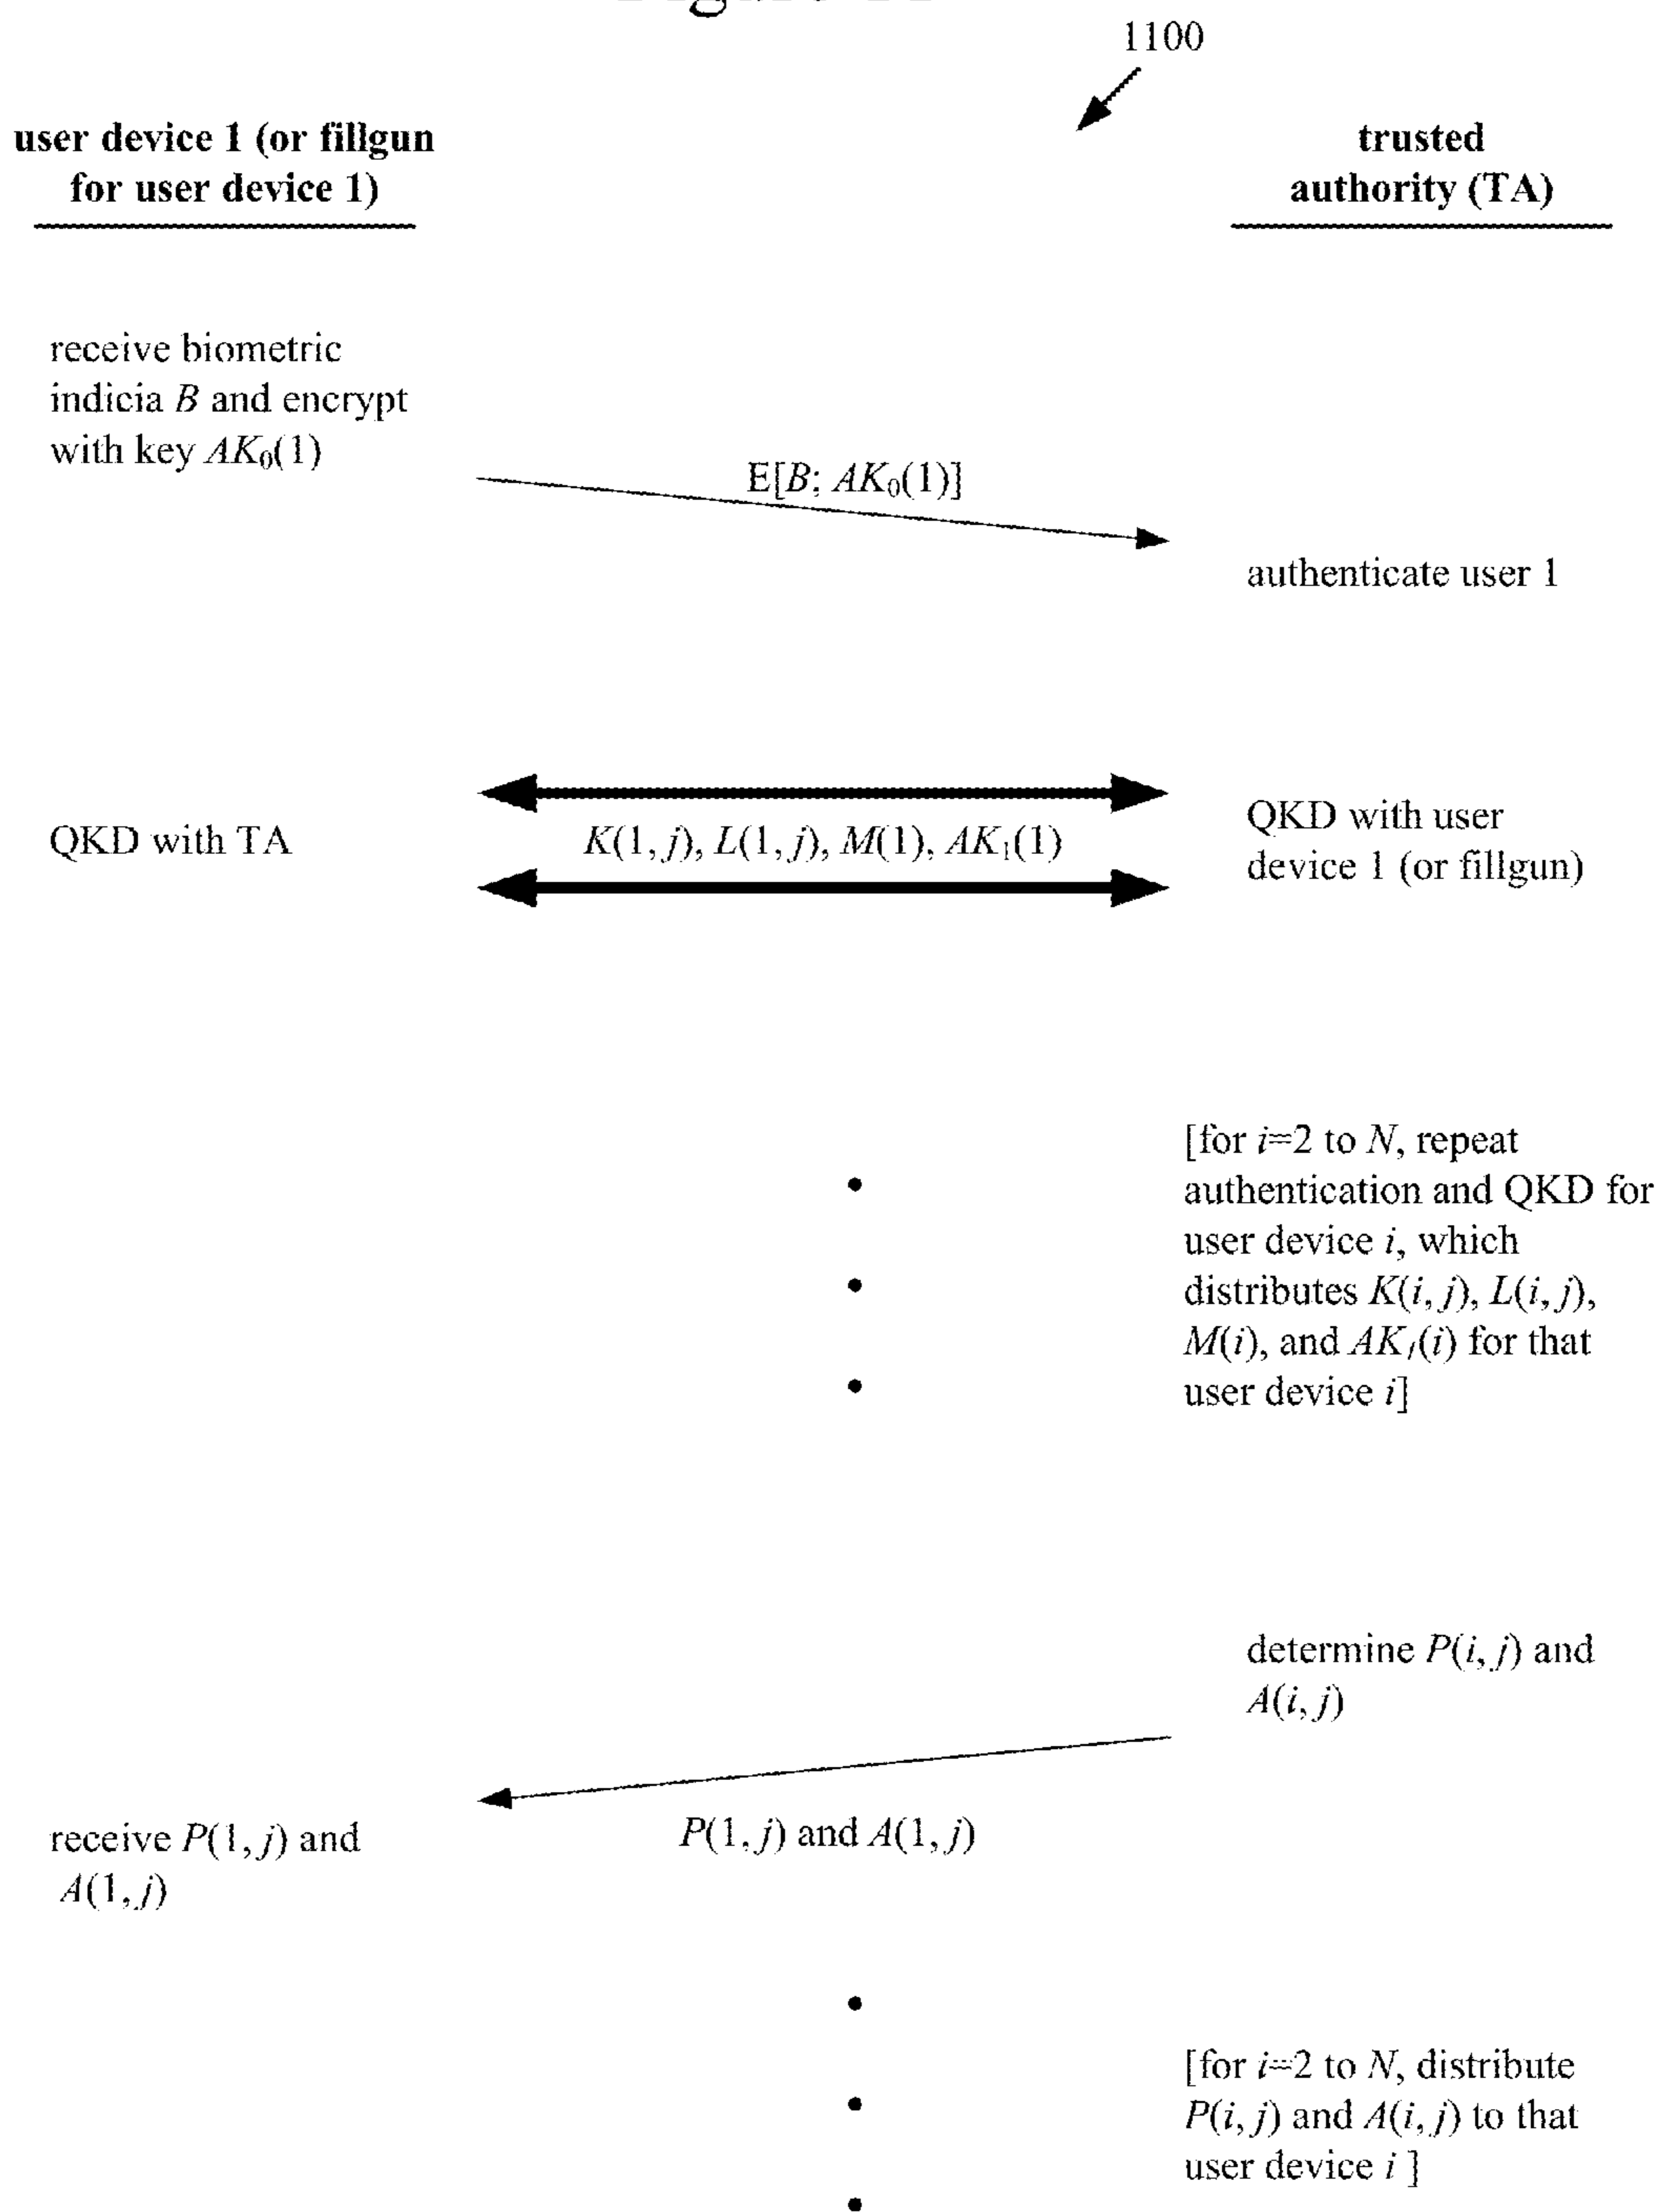 1100
user device 1 (or fillgun
for user device 1)
trusted
authority (TA)
receive biometric
indicia B and encrypt
with key AK₀(1)
E[B; AK₀(1)]
authenticate user 1
QKD with TA
K(1, j), L(1, j), M(1), AK₁(1)
QKD with user
device 1 (or fillgun)
[for i=2 to N, repeat
authentication and QKD for
user device i, which
distributes K(i, j), L(i, j),
M(i), and AK₁(i) for that
user device i]
determine P(i, j) and
A(i, j)
P(1, j) and A(1, j)
receive P(1, j) and
A(1, j)
[for i=2 to N, distribute
P(i, j) and A(i, j) to that
user device i ]